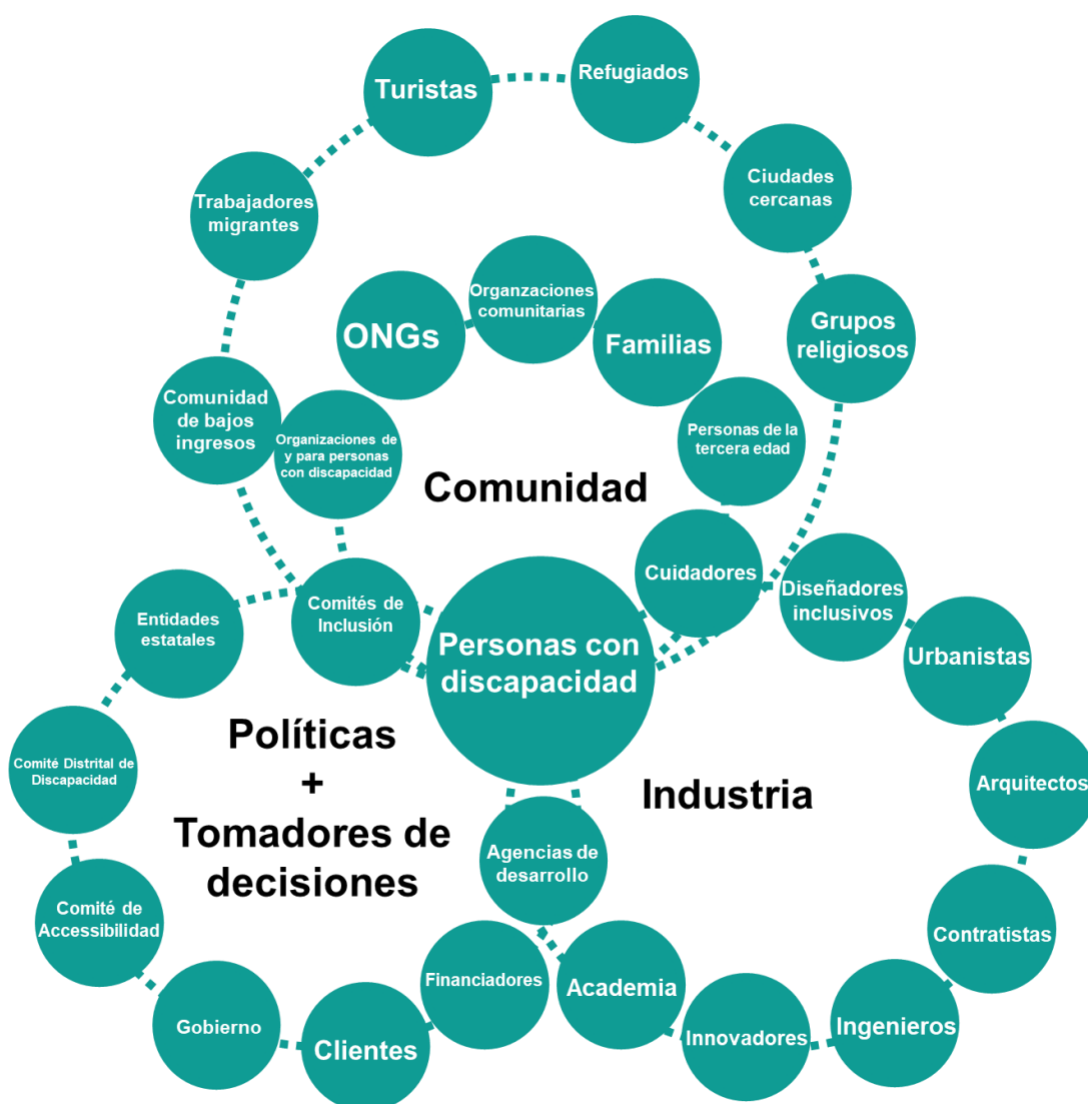 Turistas
Refugiados
Trabajadores
migrantes
Ciudades
cercanas
Organzaciones
comunitarias
ONGs
Familias
Grupos
religiosos
Comunidad
de bajos
ingresos
Organizaciones de
y para personas
con discapacidad
Personas de la
tercera edad
Comunidad
Cuidadores
Diseñadores
inclusivos
Entidades
estatales
Comités de
Inclusión
Personas con
discapacidad
Urbanistas
Políticas
+
Tomadores de
decisiones
Industria
Comité Distrital de
Discapacidad
Arquitectos
Agencias de
desarrollo
Comité de
Accessibilidad
Contratistas
Financiadores
Academia
Gobierno
Clientes
Innovadores
Ingenieros